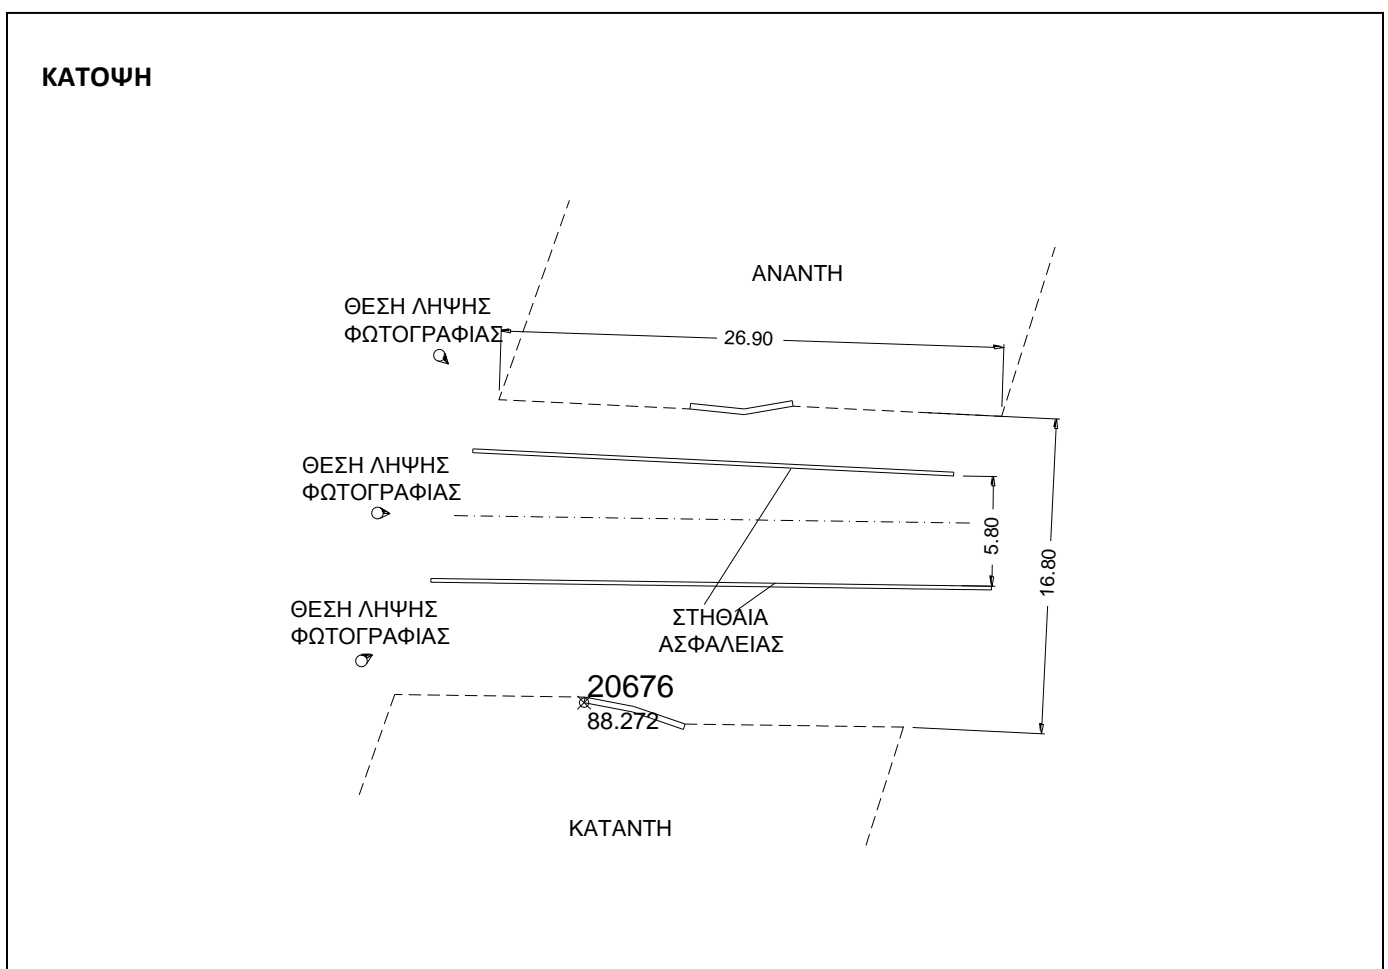 ΚΑΤΟΨΗ
ΑΝΑΝΤΗ
ΘΕΣΗ ΛΗΨΗΣ
ΦΩΤΟΓΡΑΦΙΑΣ
26.90
ΘΕΣΗ ΛΗΨΗΣ
ΦΩΤΟΓΡΑΦΙΑΣ
5.80
16.80
ΘΕΣΗ ΛΗΨΗΣ
ΦΩΤΟΓΡΑΦΙΑΣ
ΣΤΗΘΑΙΑ
ΑΣΦΑΛΕΙΑΣ
20676
88.272
ΚΑΤΑΝΤΗ